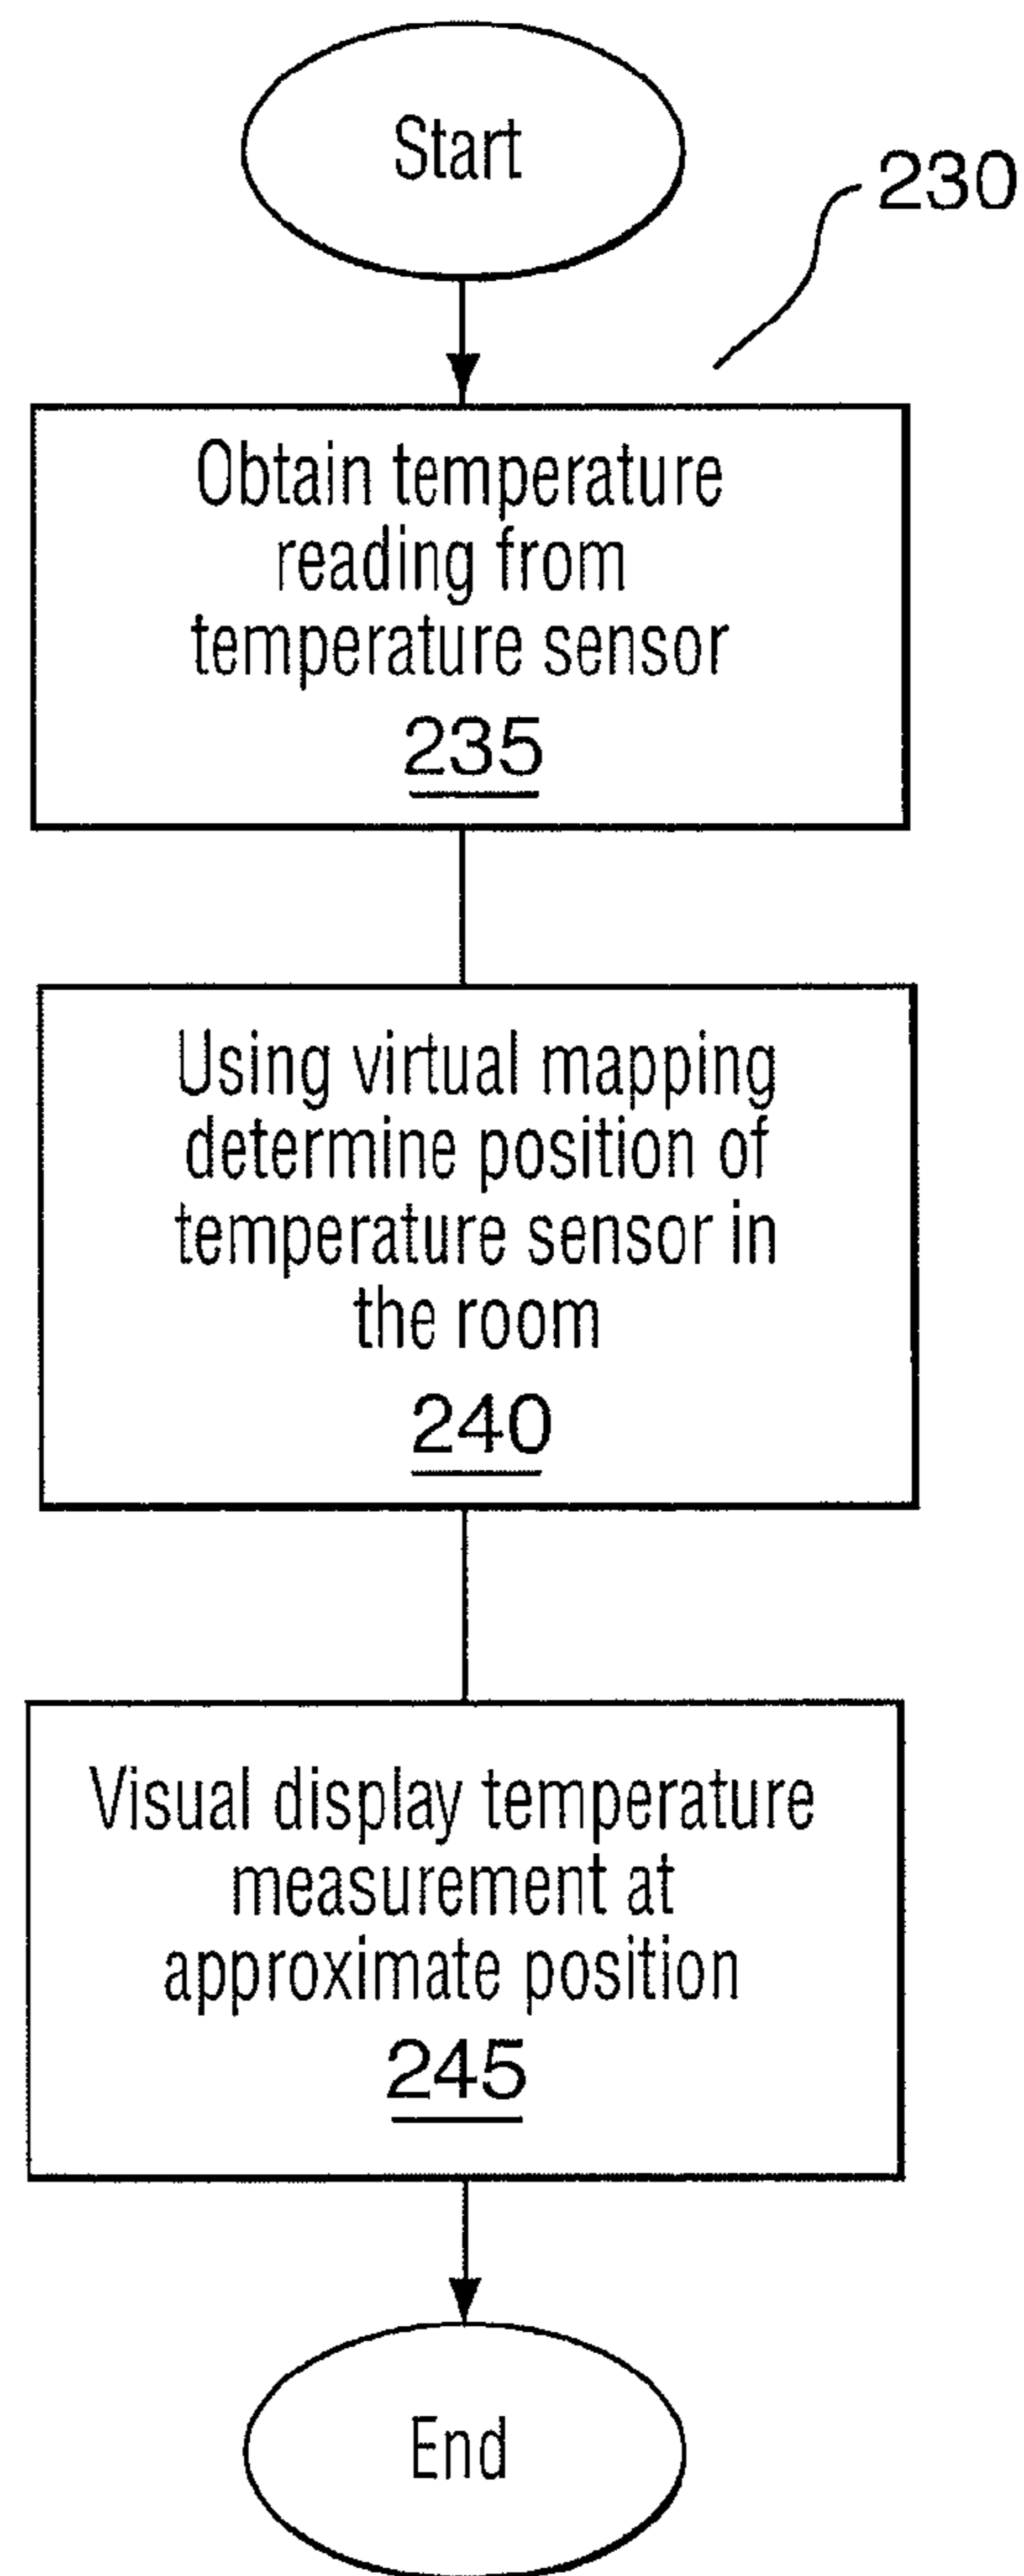 Start
230
Obtain temperature
reading from
temperature sensor
235
Using virtual mapping
determine position of
temperature sensor in
the room
240
Visual display temperature
measurement at
approximate position
245
End